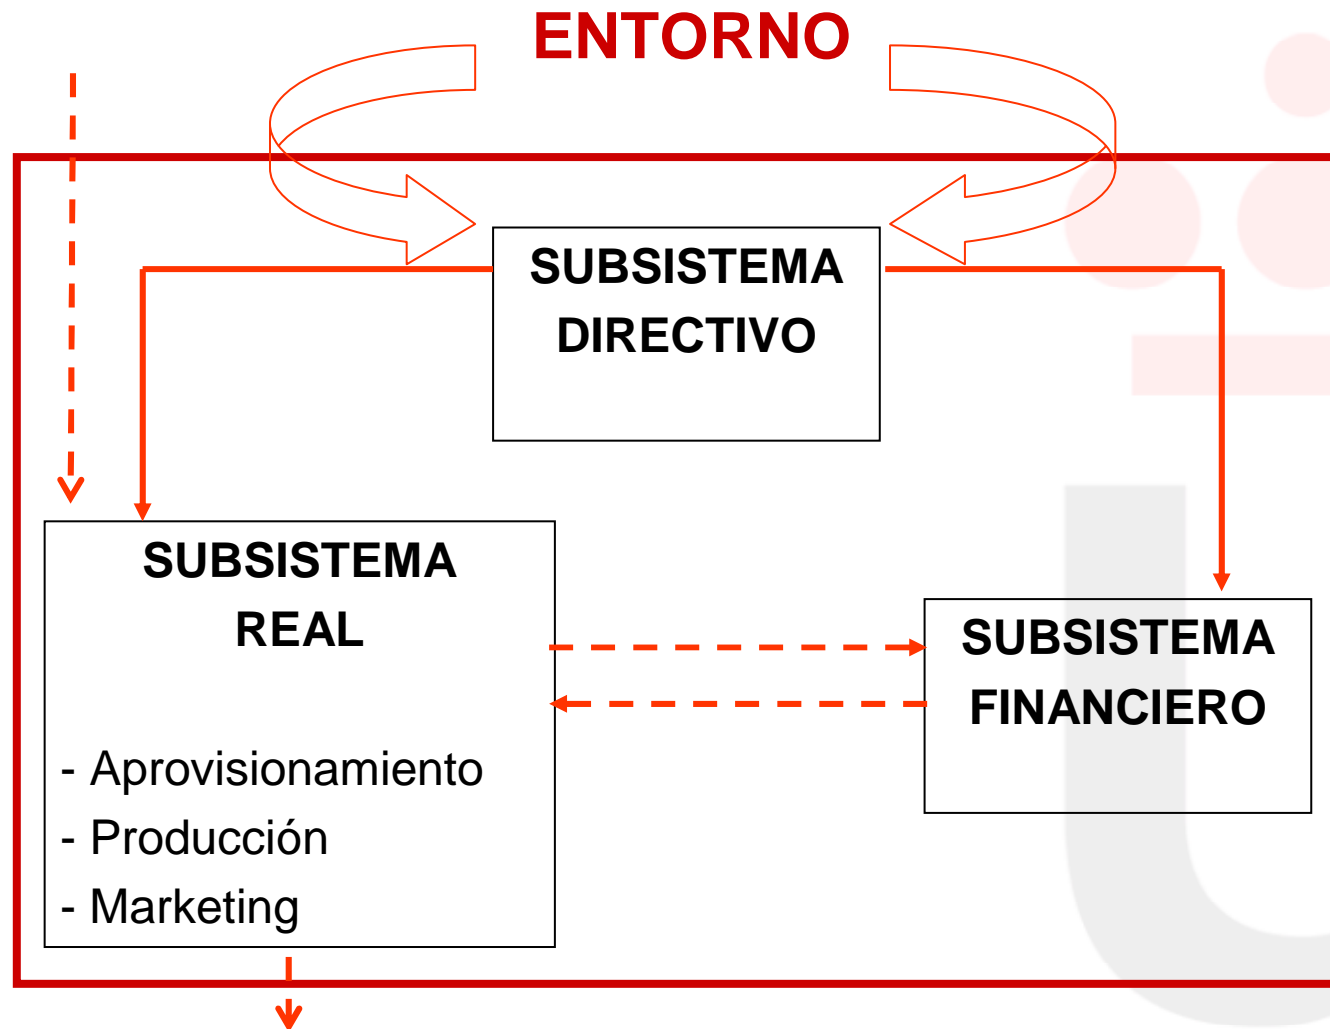 ENTORNO
SUBSISTEMA
DIRECTIVO
SUBSISTEMA
REAL
- Aprovisionamiento
- Producción
- Marketing
SUBSISTEMA
FINANCIERO